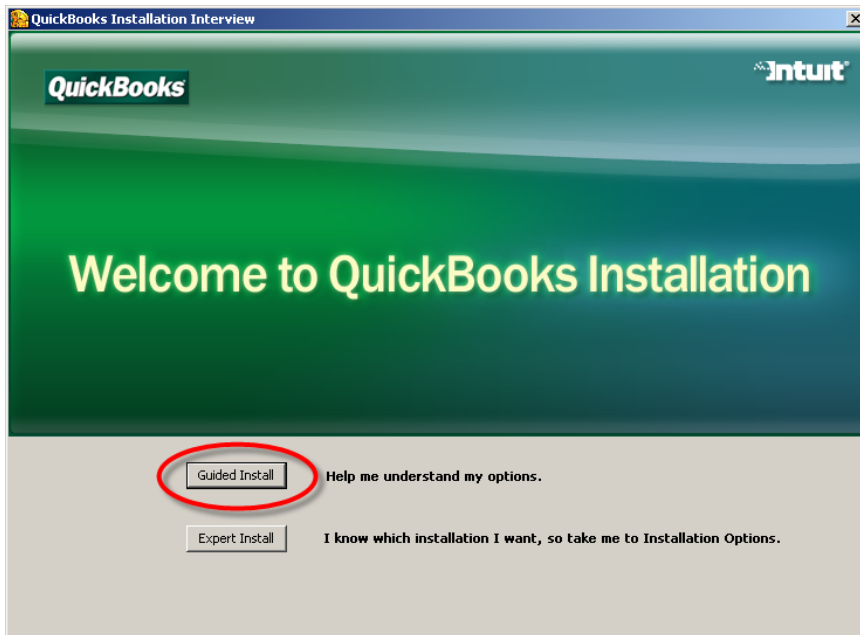 QuickBooks Installation Interview
QuickBooks
Intuit
Welcome to QuickBooks Installation
Guided Install Help me understand my options.
Expert Install I know which installation I want, so take me to Installation Options.